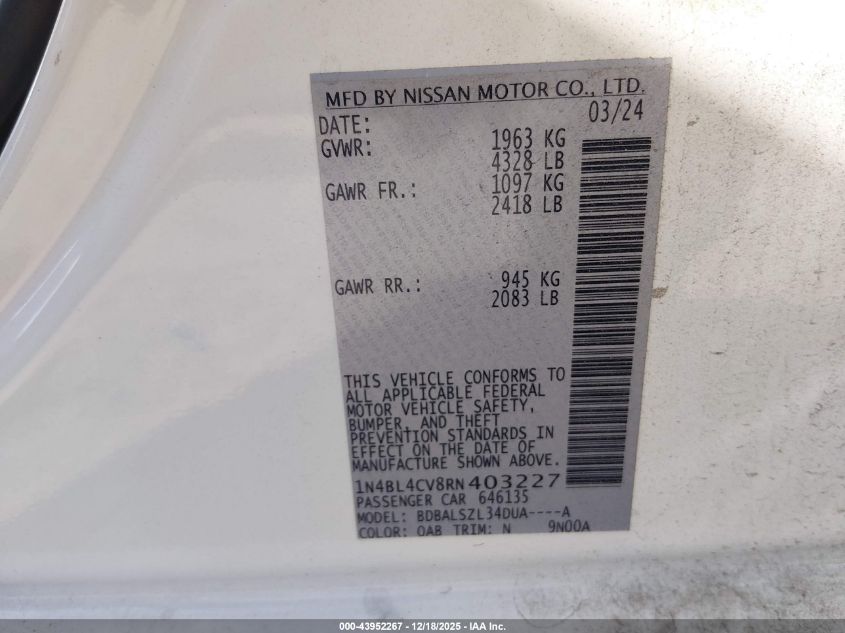 MFD BY NISSAN MOTOR CO., LTD.
DATE: 03/24
GVWR: 1963 KG
4328 LB
GAWR FR.: 1097 KG
2418 LB
GAWR RR.: 945 KG
2083 LB
THIS VEHICLE CONFORMS TO
ALL APPLICABLE FEDERAL
MOTOR VEHICLE SAFETY,
BUMPER, AND THEFT
PREVENTION STANDARDS IN
EFFECT ON THE DATE OF
MANUFACTURE SHOWN ABOVE.
1N4BL4CV8RN403227
PASSENGER CAR 646135
MODEL: BDBALSZL34DUA----A
COLOR: QAB TRIM: N 9N00A
000-43952267 - 12/18/2025 - IAA Inc.